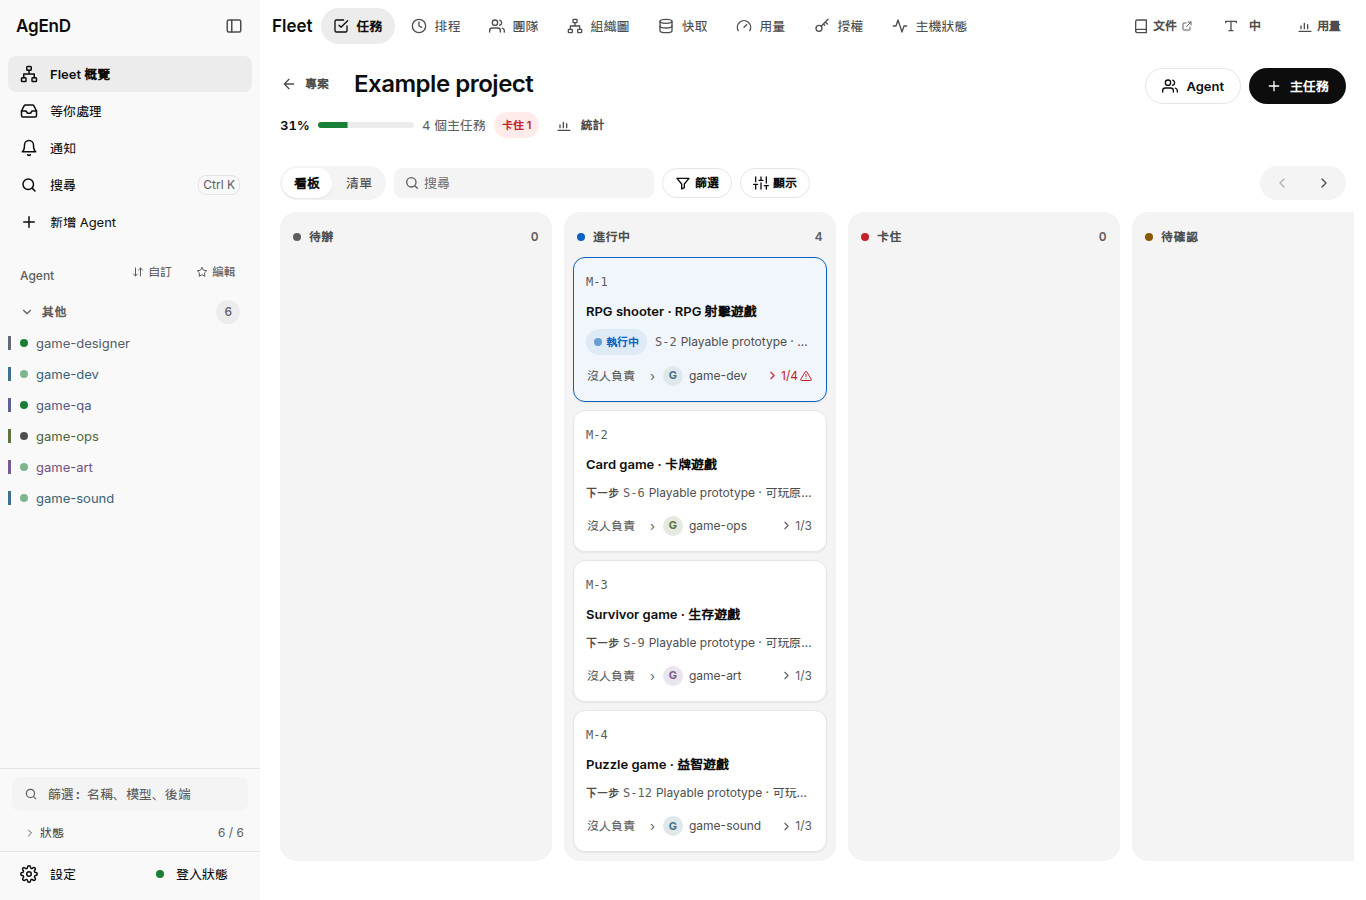 AgEnD
Fleet 概覽
等你處理
通知
搜尋 Ctrl K
新增 Agent
Agent 自訂 編輯
其他 6
game-designer
game-dev
game-qa
game-ops
game-art
game-sound
篩選：名稱、模型、後端
狀態 6 / 6
設定 登入狀態
Fleet 任務 排程 團隊 組織圖 快取 用量 授權 主機狀態 文件 中 用量
專案 Example project Agent 主任務
31% 4 個主任務 卡住 1 統計
看板 清單 搜尋 篩選 顯示
待辦 0
進行中 4
M-1
RPG shooter · RPG 射擊遊戲
執行中 S-2 Playable prototype · ...
沒人負責 › G game-dev 1/4
M-2
Card game · 卡牌遊戲
下一步 S-6 Playable prototype · 可玩原...
沒人負責 › G game-ops 1/3
M-3
Survivor game · 生存遊戲
下一步 S-9 Playable prototype · 可玩原...
沒人負責 › G game-art 1/3
M-4
Puzzle game · 益智遊戲
下一步 S-12 Playable prototype · 可玩...
沒人負責 › G game-sound 1/3
卡住 0
待確認